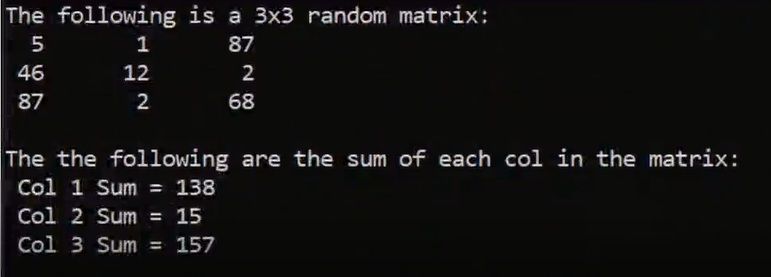 The following is a 3x3 random matrix:
5 1 87
46 12 2
87 2 68
The the following are the sum of each col in the matrix:
Col 1 Sum = 138
Col 2 Sum = 15
Col 3 Sum = 157